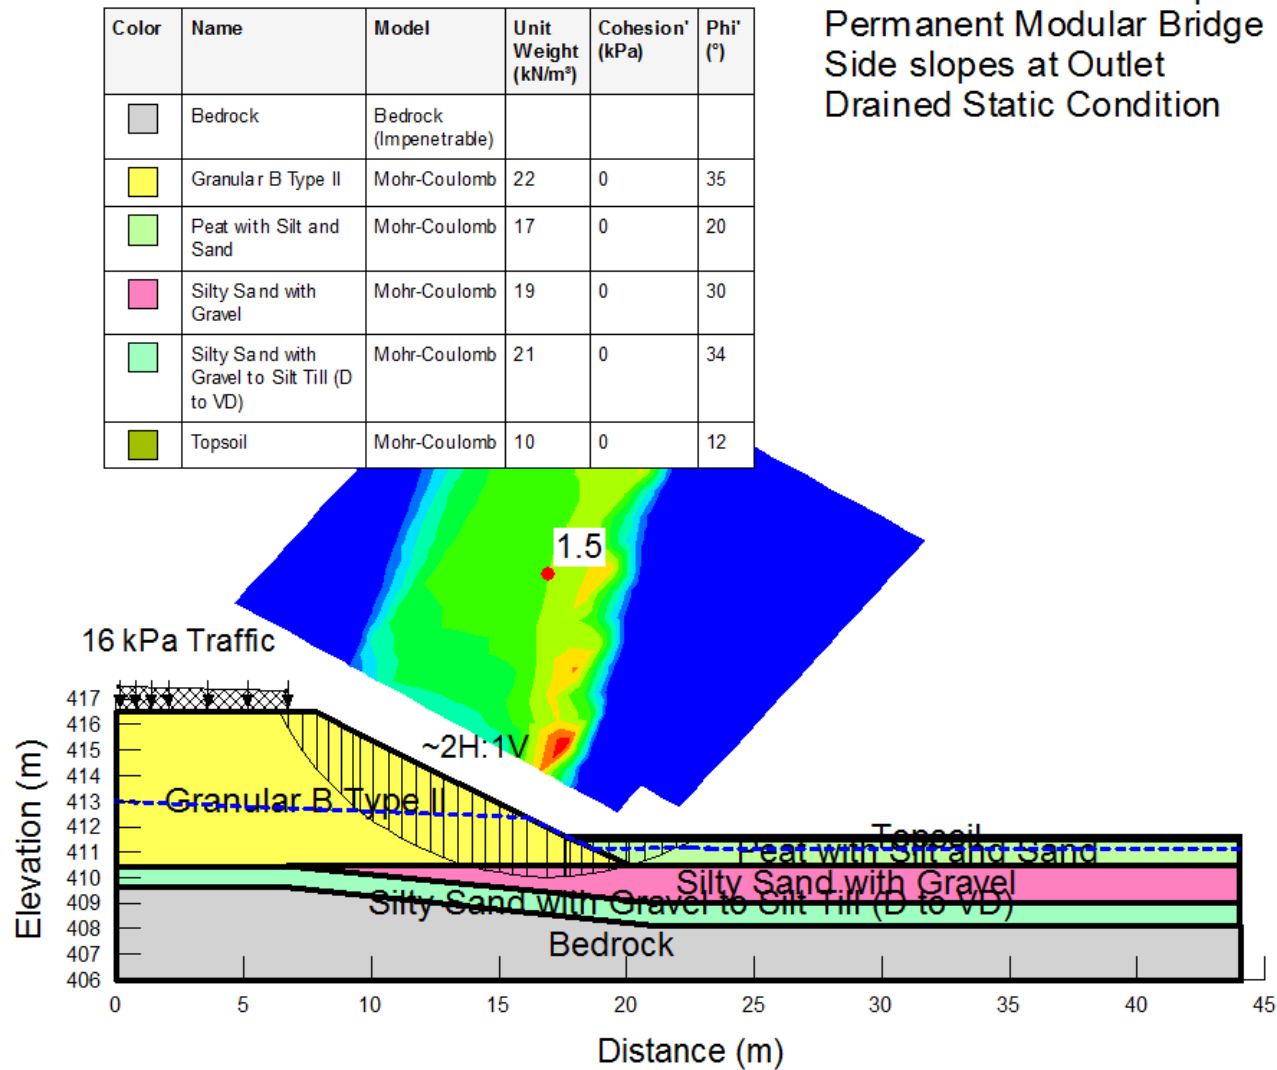 Permanent Modular Bridge
Side slopes at Outlet
Drained Static Condition
Color Name Model Unit Weight (kN/m³) Cohesion' (kPa) Phi' (°)
Bedrock Bedrock (Impenetrable)
Granular B Type II Mohr-Coulomb 22 0 35
Peat with Silt and Sand Mohr-Coulomb 17 0 20
Silty Sand with Gravel Mohr-Coulomb 19 0 30
Silty Sand with Gravel to Silt Till (D to VD) Mohr-Coulomb 21 0 34
Topsoil Mohr-Coulomb 10 0 12
1.5
16 kPa Traffic
~2H:1V
Granular B Type II
Topsoil
Peat with Silt and Sand
Silty Sand with Gravel
Silty Sand with Gravel to Silt Till (D to VD)
Bedrock
Elevation (m)
417
416
415
414
413
412
411
410
409
408
407
406
0 5 10 15 20 25 30 35 40 45
Distance (m)